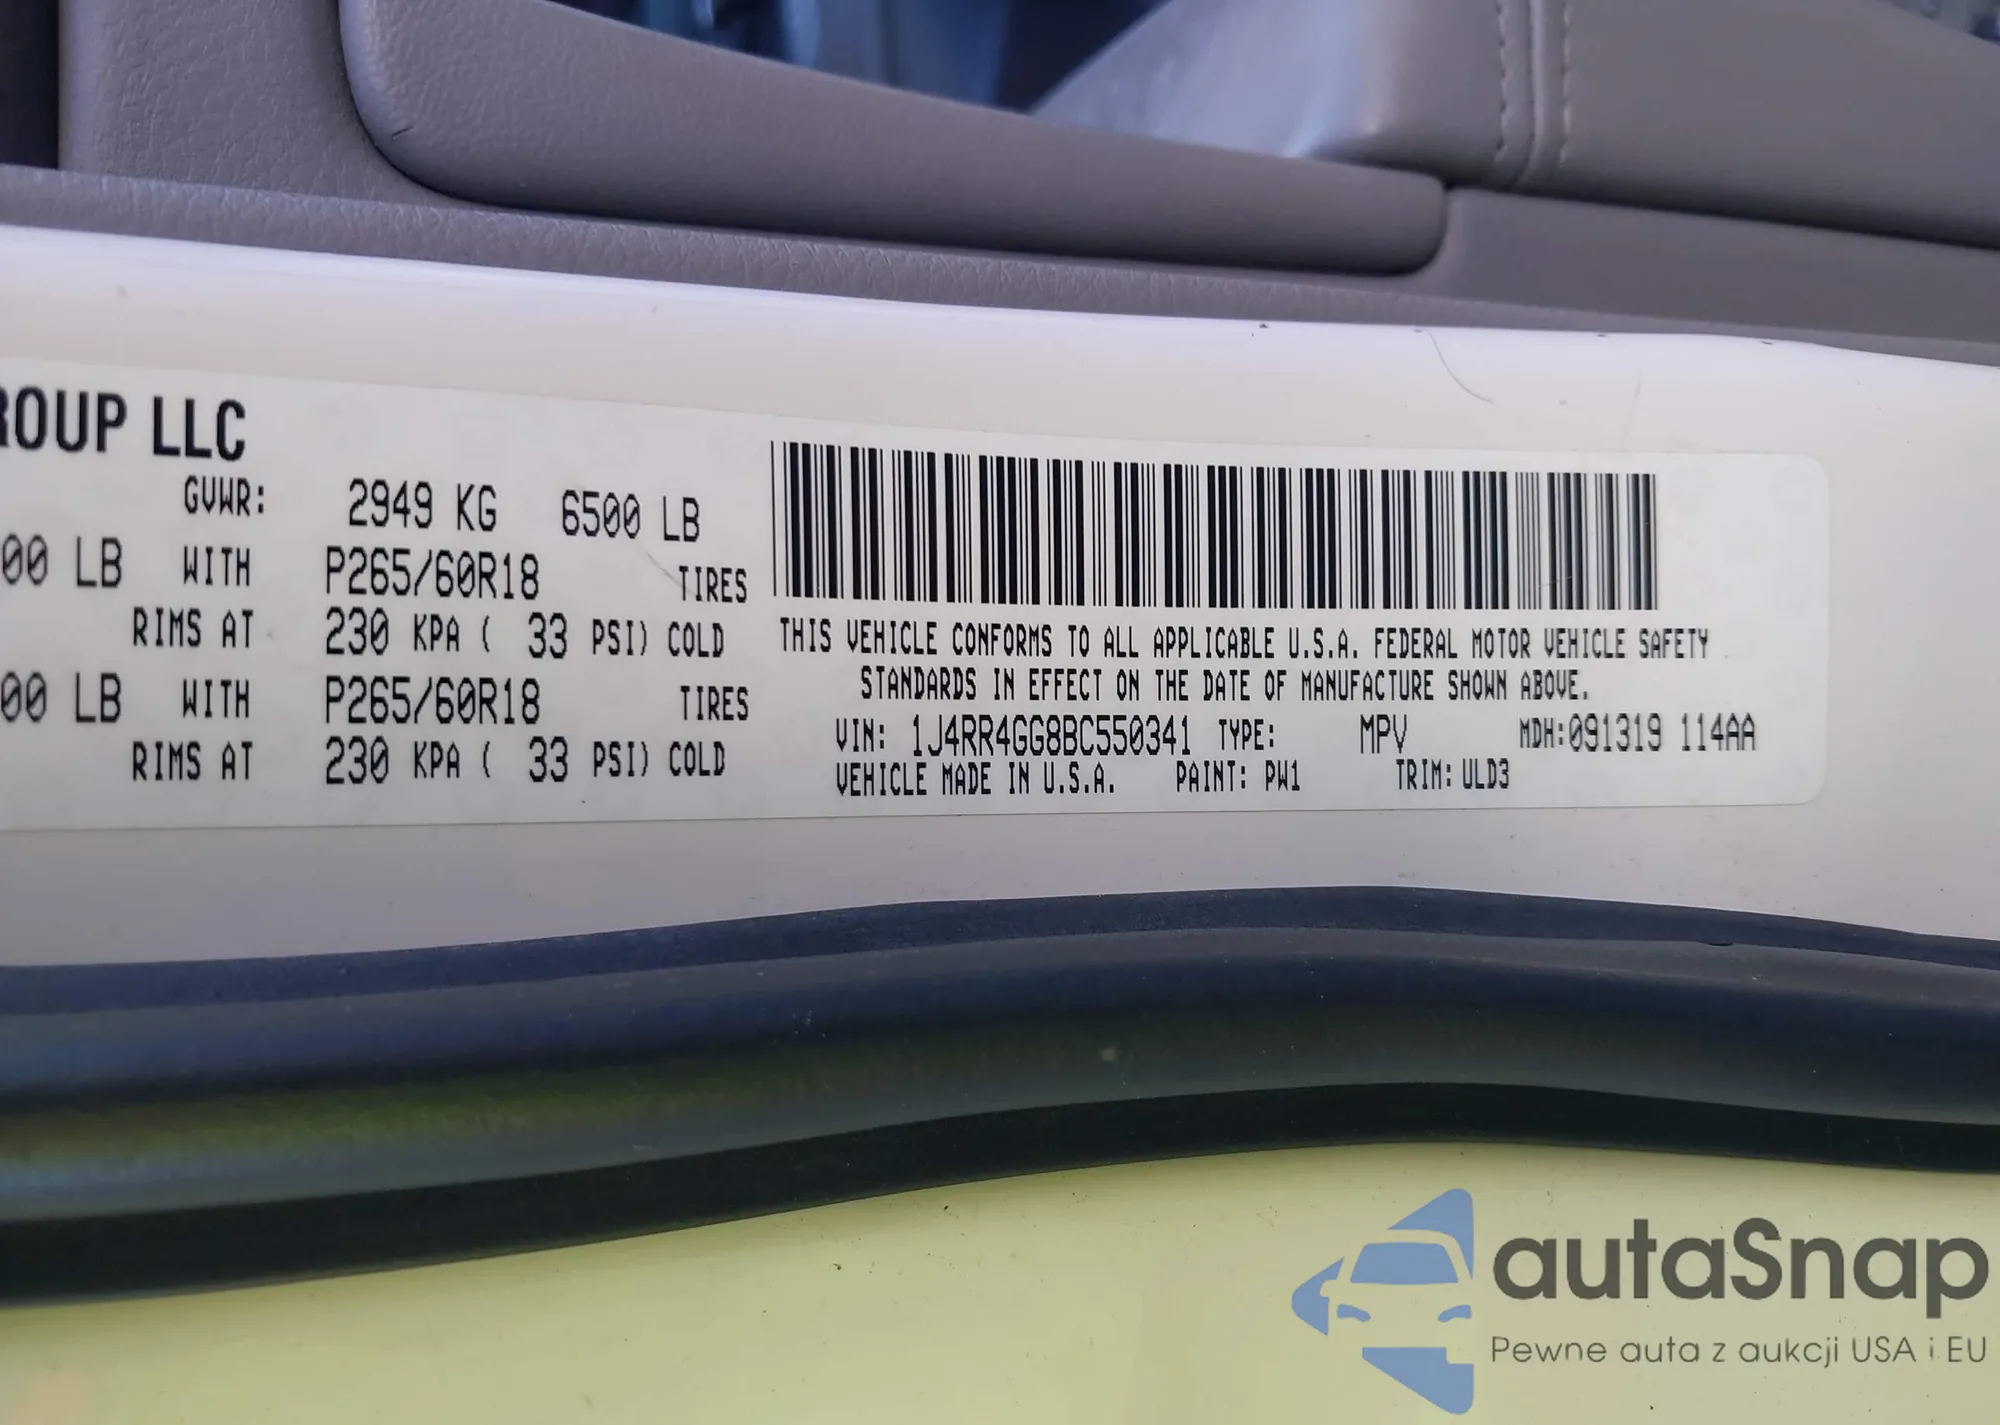 ROUP LLC
GVWR: 2949 KG 6500 LB
00 LB WITH P265/60R18 TIRES
RIMS AT 230 KPA ( 33 PSI) COLD
00 LB WITH P265/60R18 TIRES
RIMS AT 230 KPA ( 33 PSI) COLD
THIS VEHICLE CONFORMS TO ALL APPLICABLE U.S.A. FEDERAL MOTOR VEHICLE SAFETY
STANDARDS IN EFFECT ON THE DATE OF MANUFACTURE SHOWN ABOVE.
VIN: 1J4RR4GG8BC550341 TYPE: MPV MDH:091319 114AA
VEHICLE MADE IN U.S.A. PAINT: PW1 TRIM: ULD3
autaSnap
Pewne auta z aukcji USA i EU